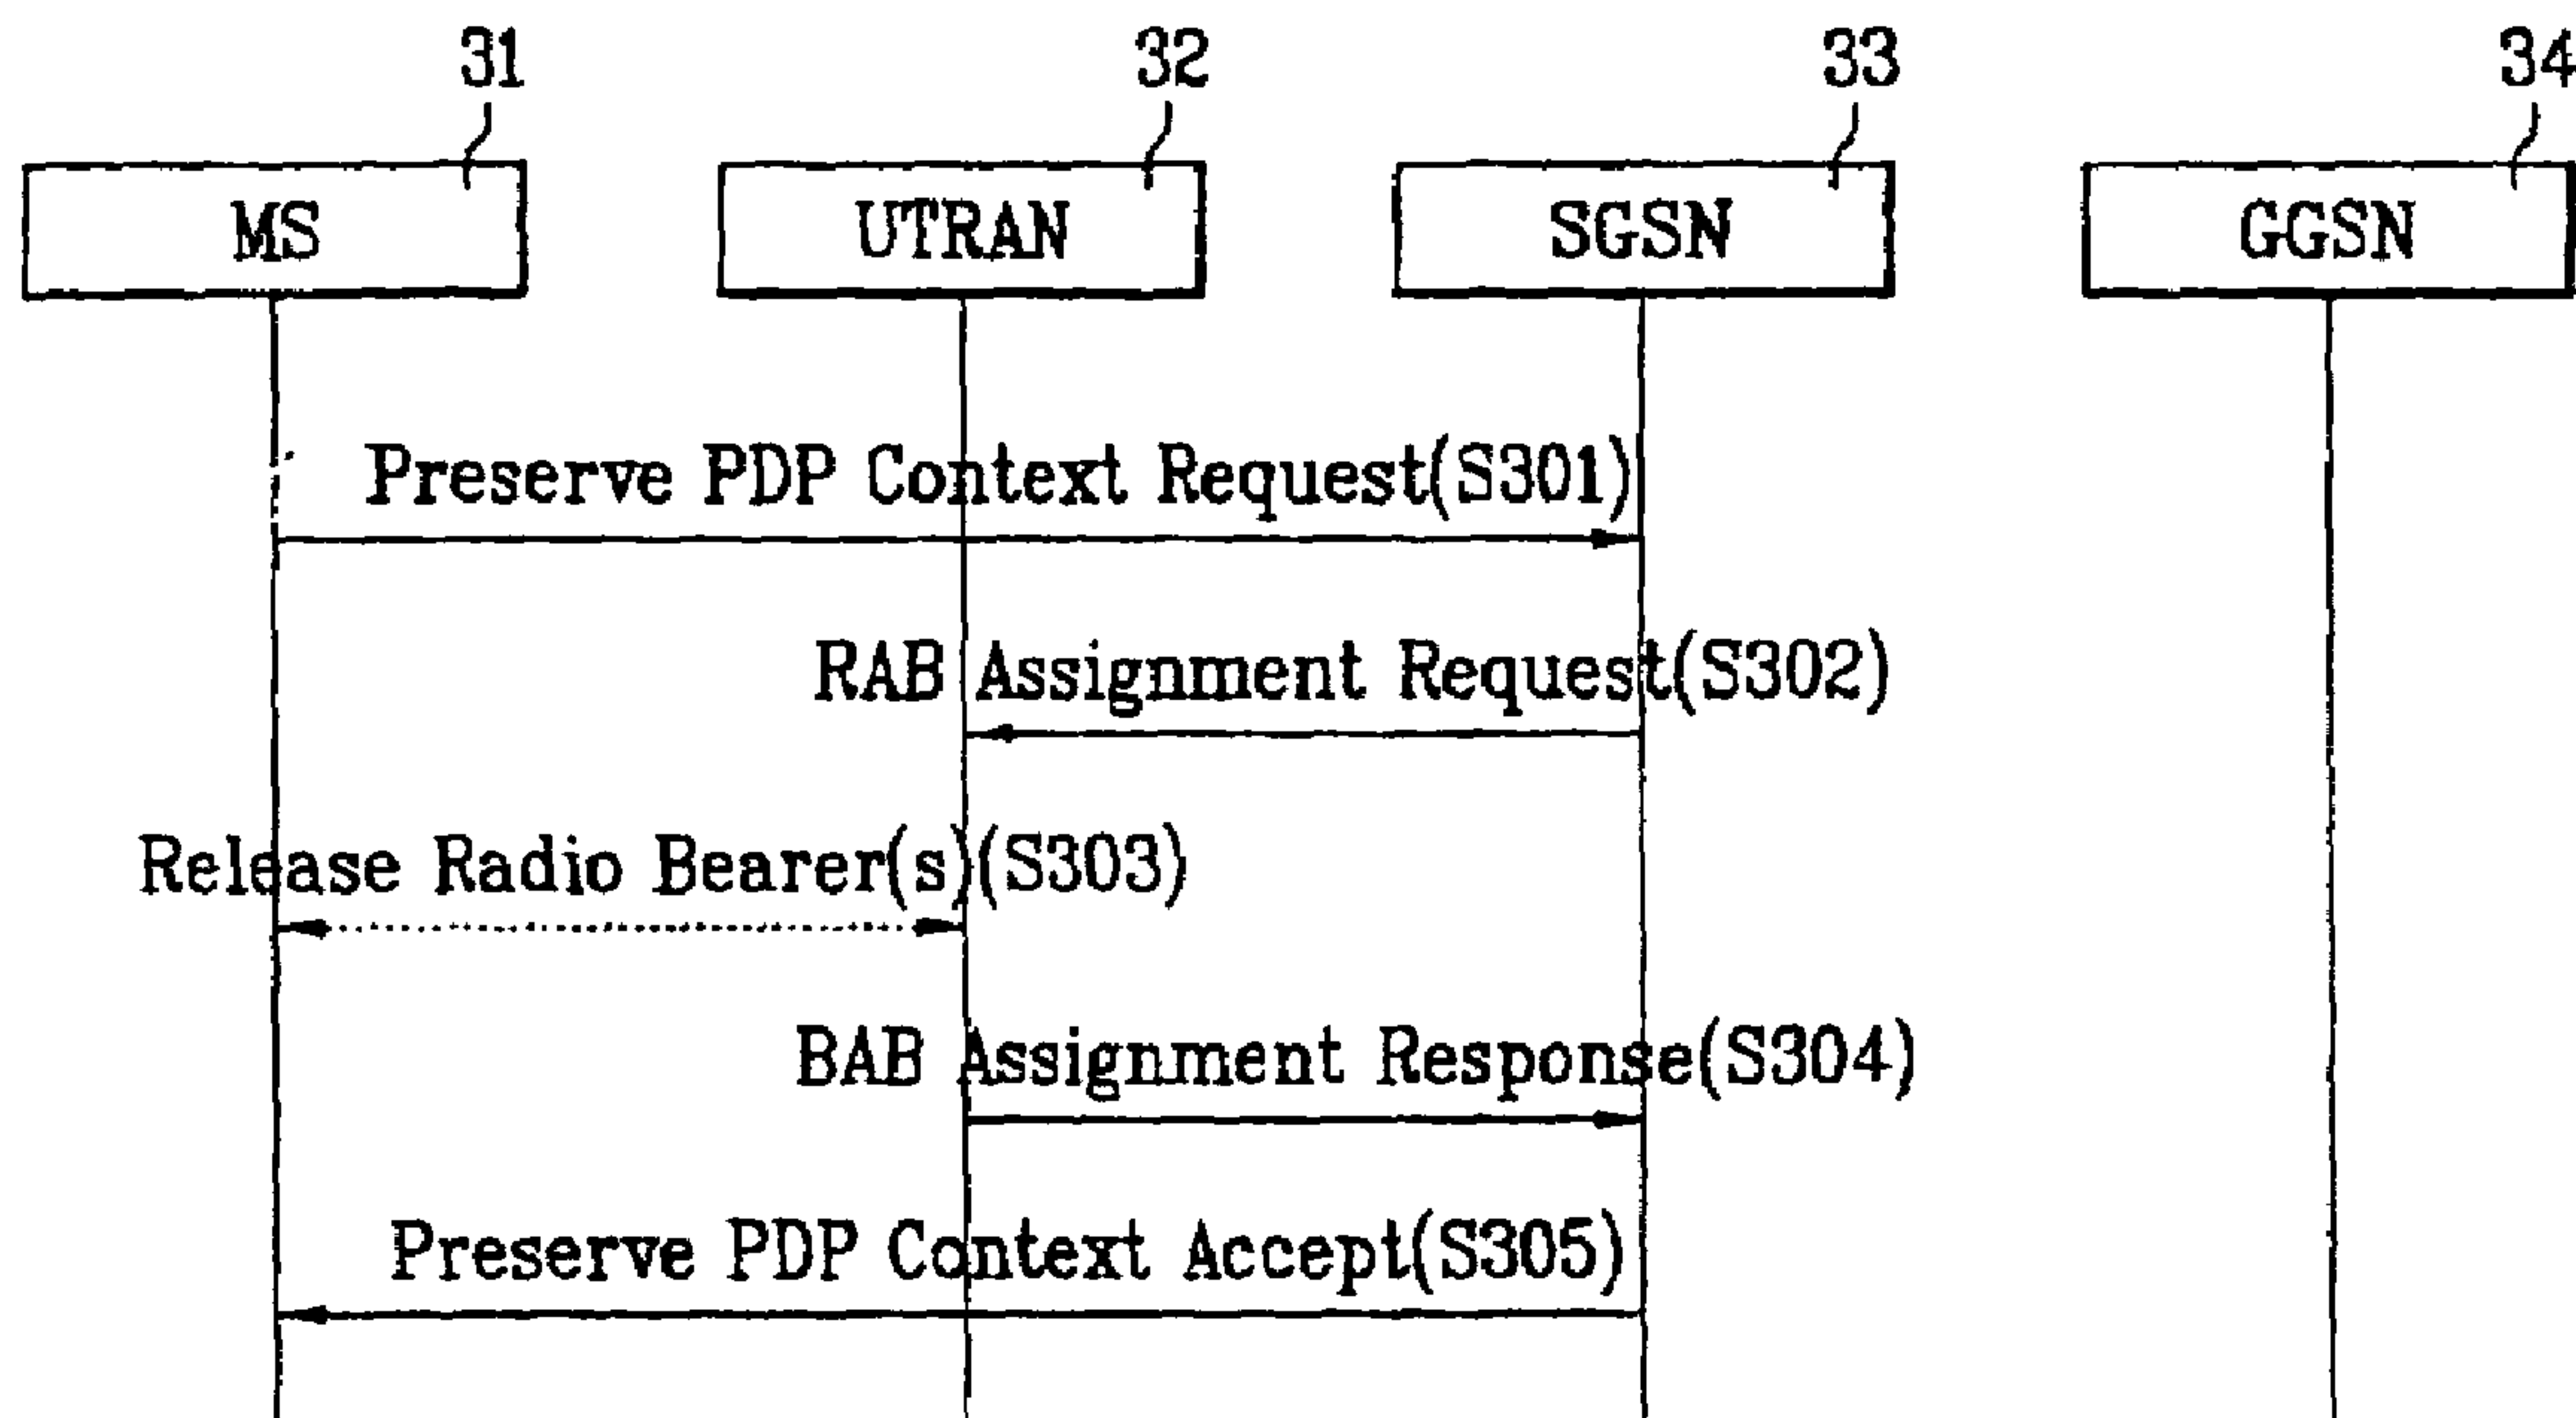 31 32 33 34
MS UTRAN SGSN GGSN
Preserve PDP Context Request(S301)
RAB Assignment Request(S302)
Release Radio Bearer(s)(S303)
BAB Assignment Response(S304)
Preserve PDP Context Accept(S305)